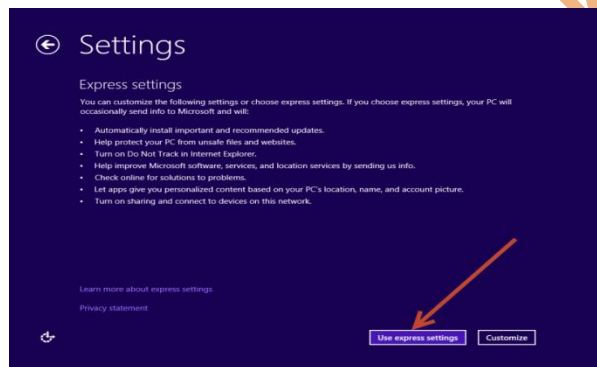 Settings
Express settings
You can customize the following settings or choose express settings. If you choose express settings, your PC will
occasionally send info to Microsoft and will:
• Automatically install important and recommended updates.
• Help protect your PC from unsafe files and websites.
• Turn on Do Not Track in Internet Explorer.
• Help improve Microsoft software, services, and location services by sending us info.
• Check online for solutions to problems.
• Let apps give you personalized content based on your PC's location, name, and account picture.
• Turn on sharing and connect to devices on this network.
Learn more about express settings
Privacy statement
Use express settings Customize